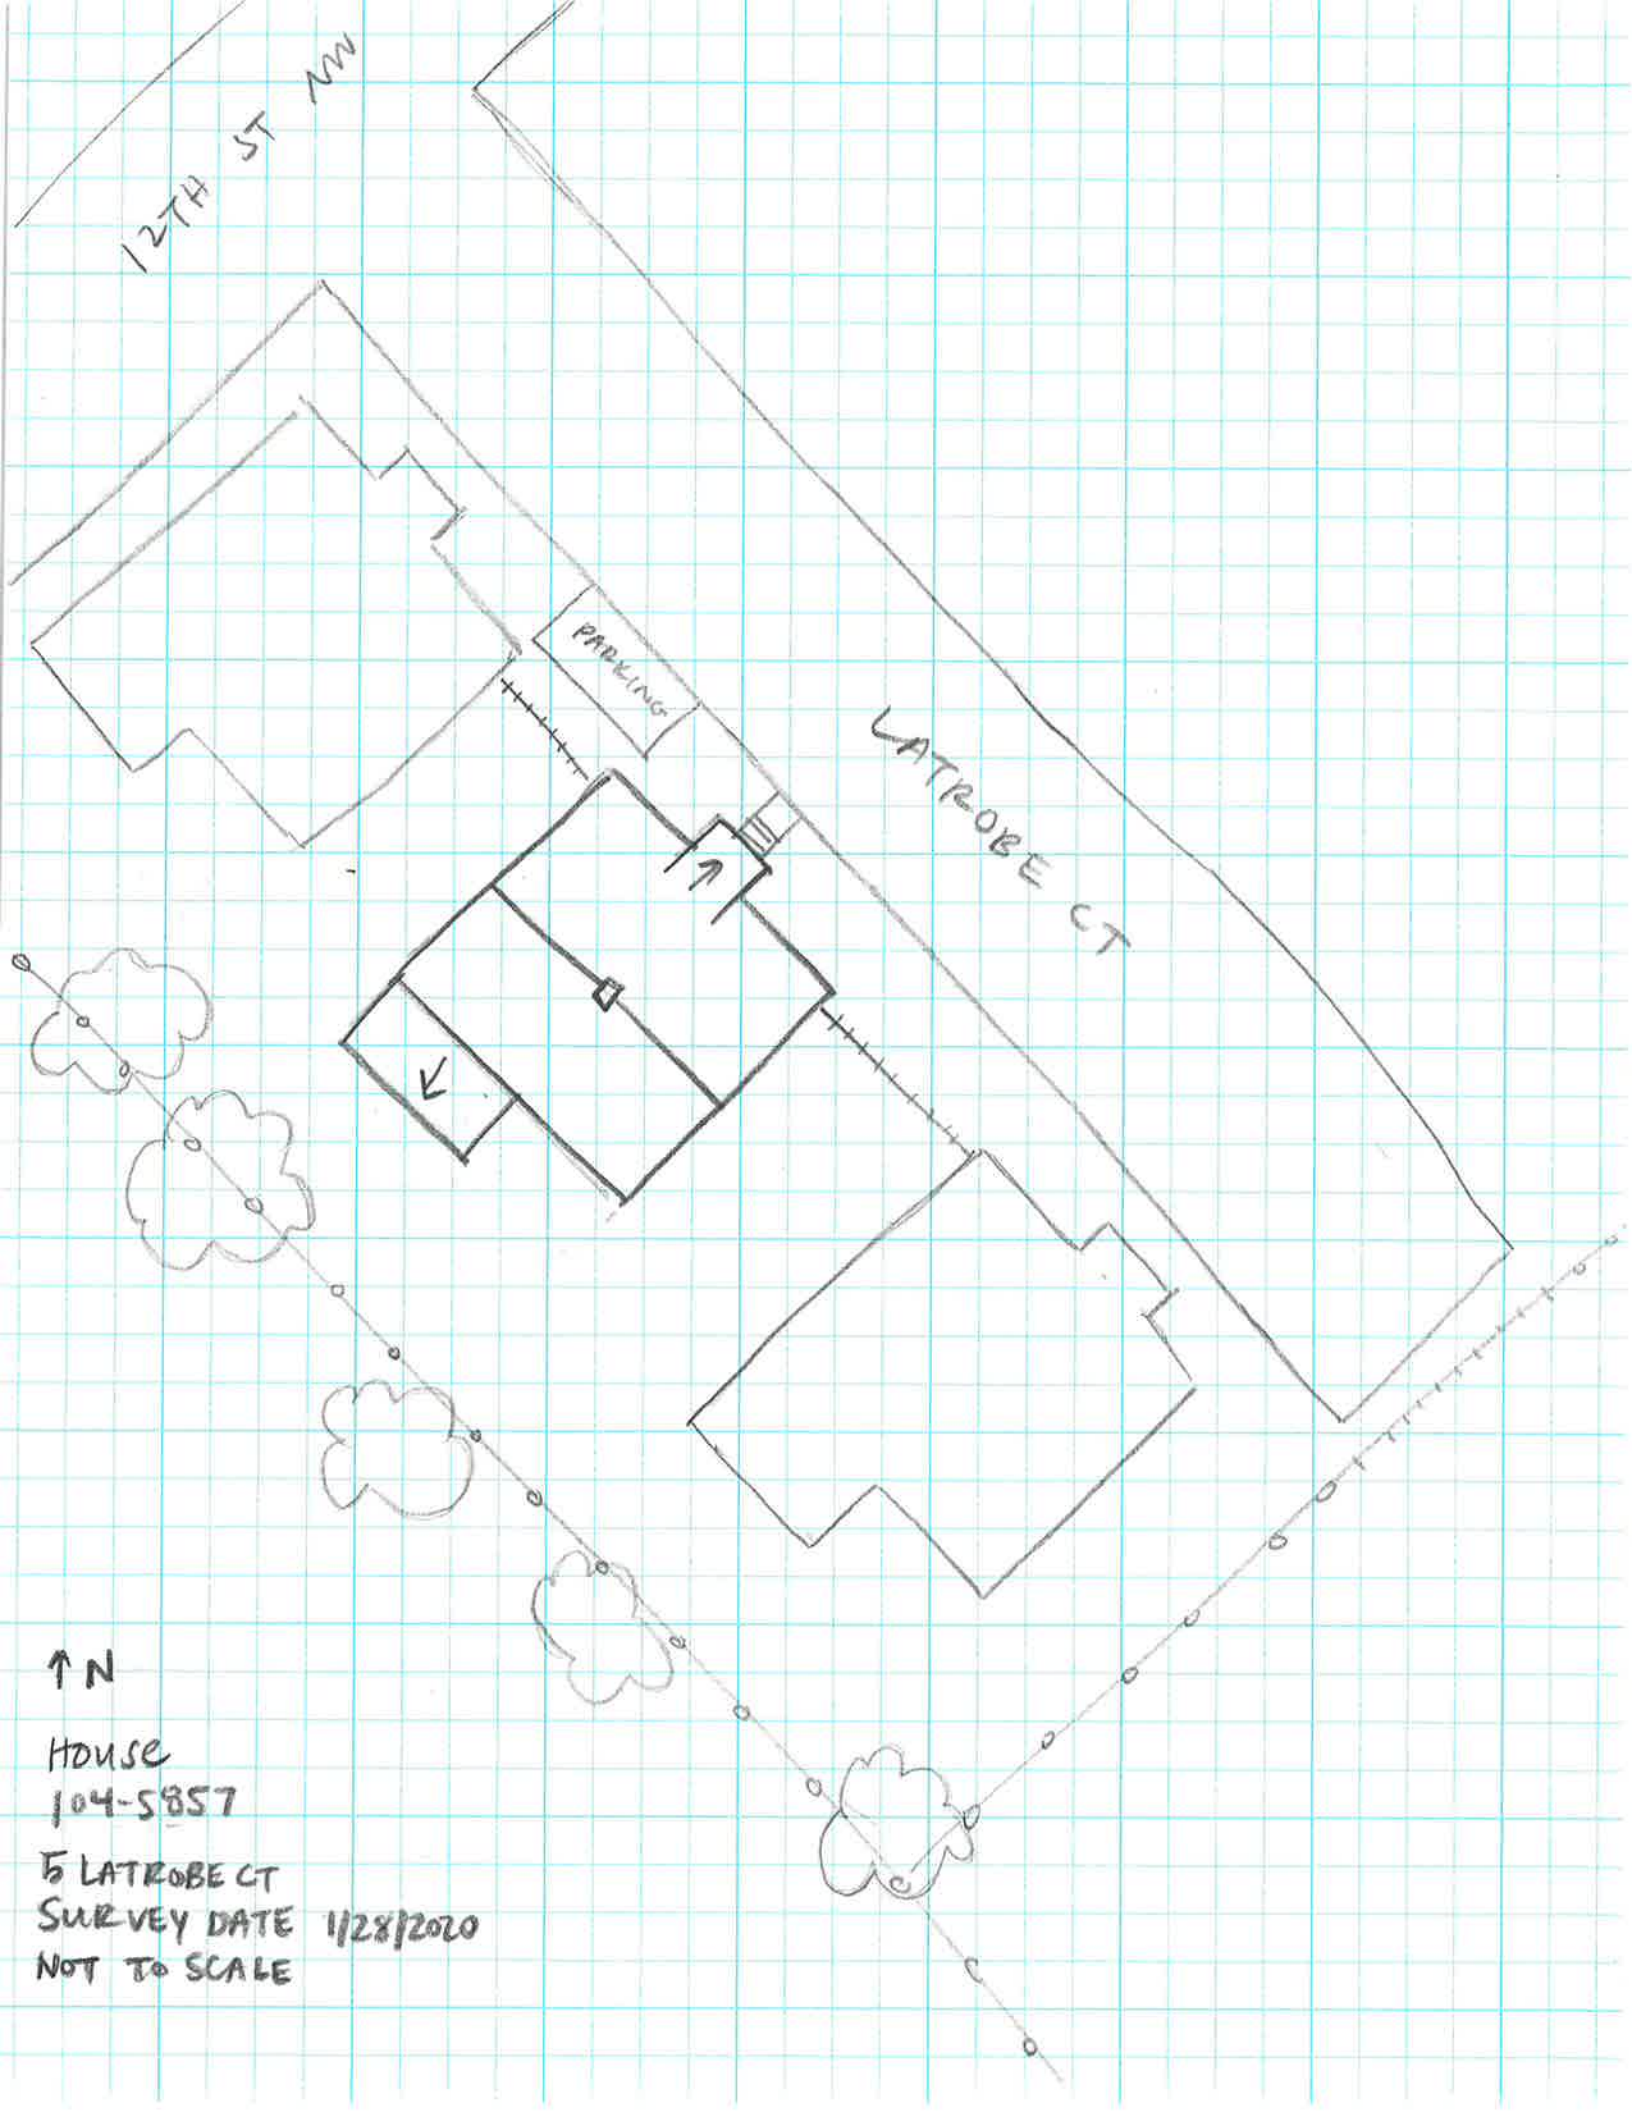 12TH ST NW
PARKING
LATROBE CT
↑ N
House
104-5857
5 LATROBE CT
SURVEY DATE 1/28/2020
NOT TO SCALE